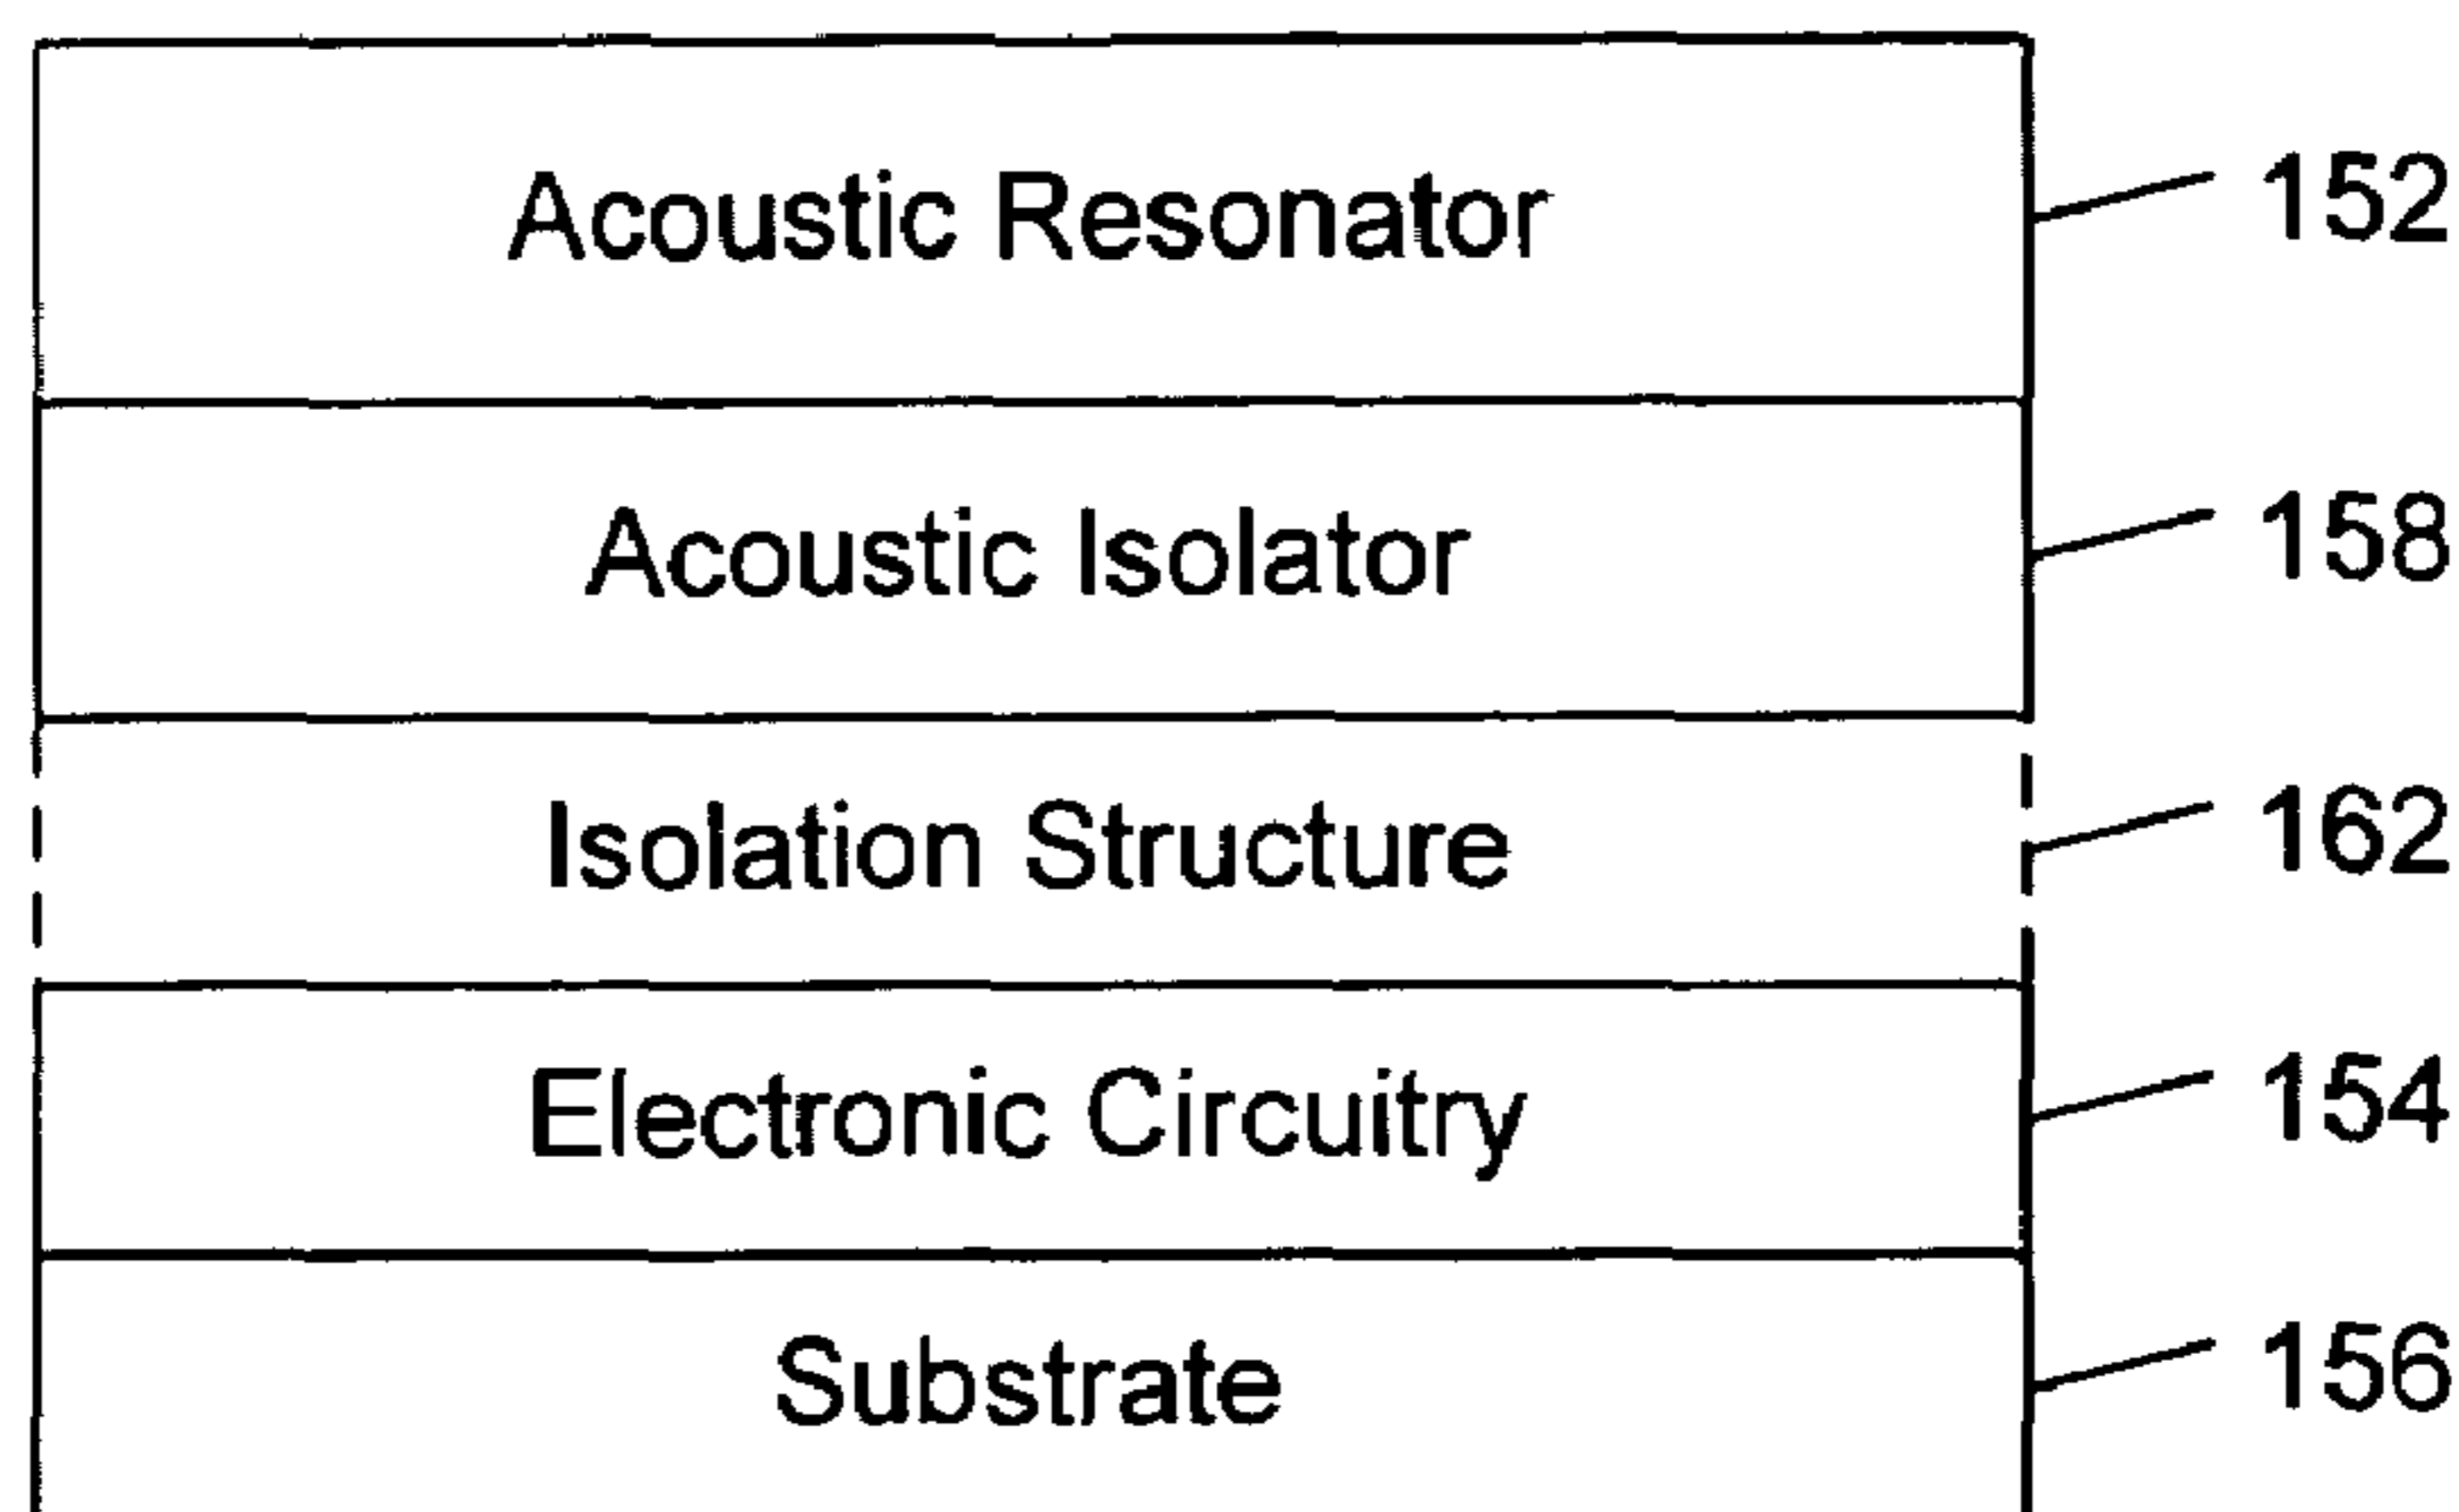 Acoustic Resonator 152
Acoustic Isolator 158
Isolation Structure 162
Electronic Circuitry 154
Substrate 156